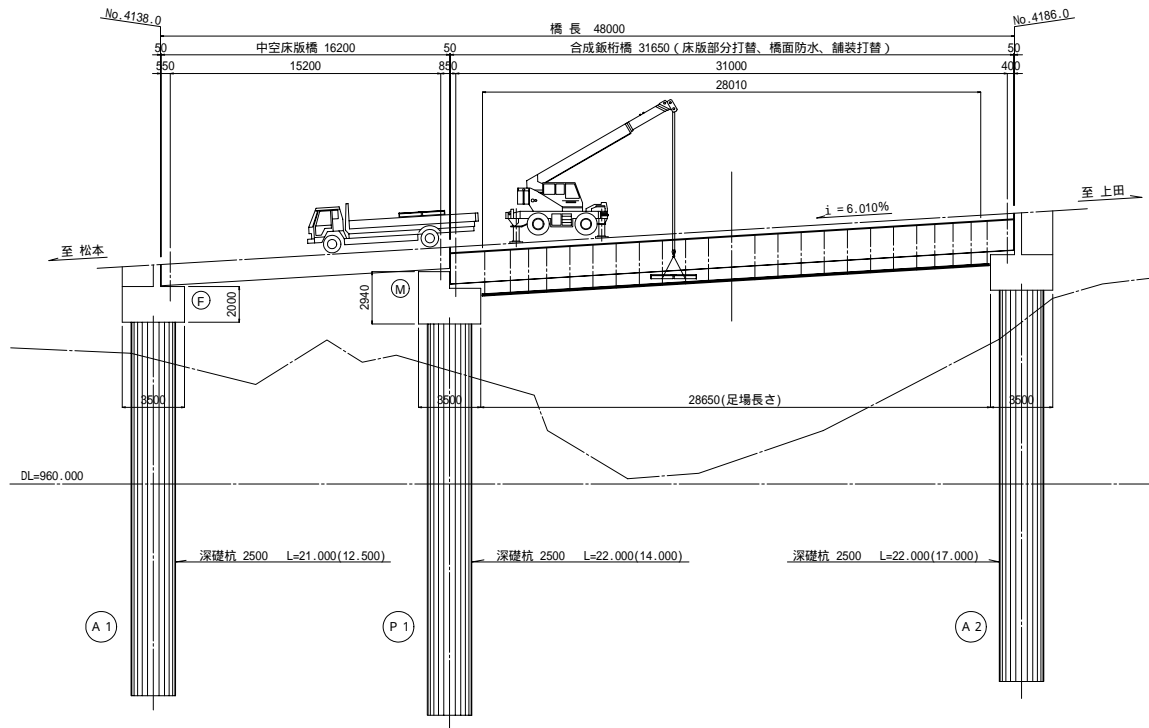 No.4138.0
No.4186.0
橋 長 48000
50
中空床版橋 16200
50
合成鈑桁橋 31650 ( 床版部分打替、橋面防水、舗装打替 )
50
550
15200
850
31000
400
28010
至 上田
i = 6.010%
至 松本
F
2000
2940
M
3500
3500
28650(足場長さ)
3500
DL=960.000
深礎杭 2500 L=21.000(12.500)
深礎杭 2500 L=22.000(14.000)
深礎杭 2500 L=22.000(17.000)
A 1
P 1
A 2